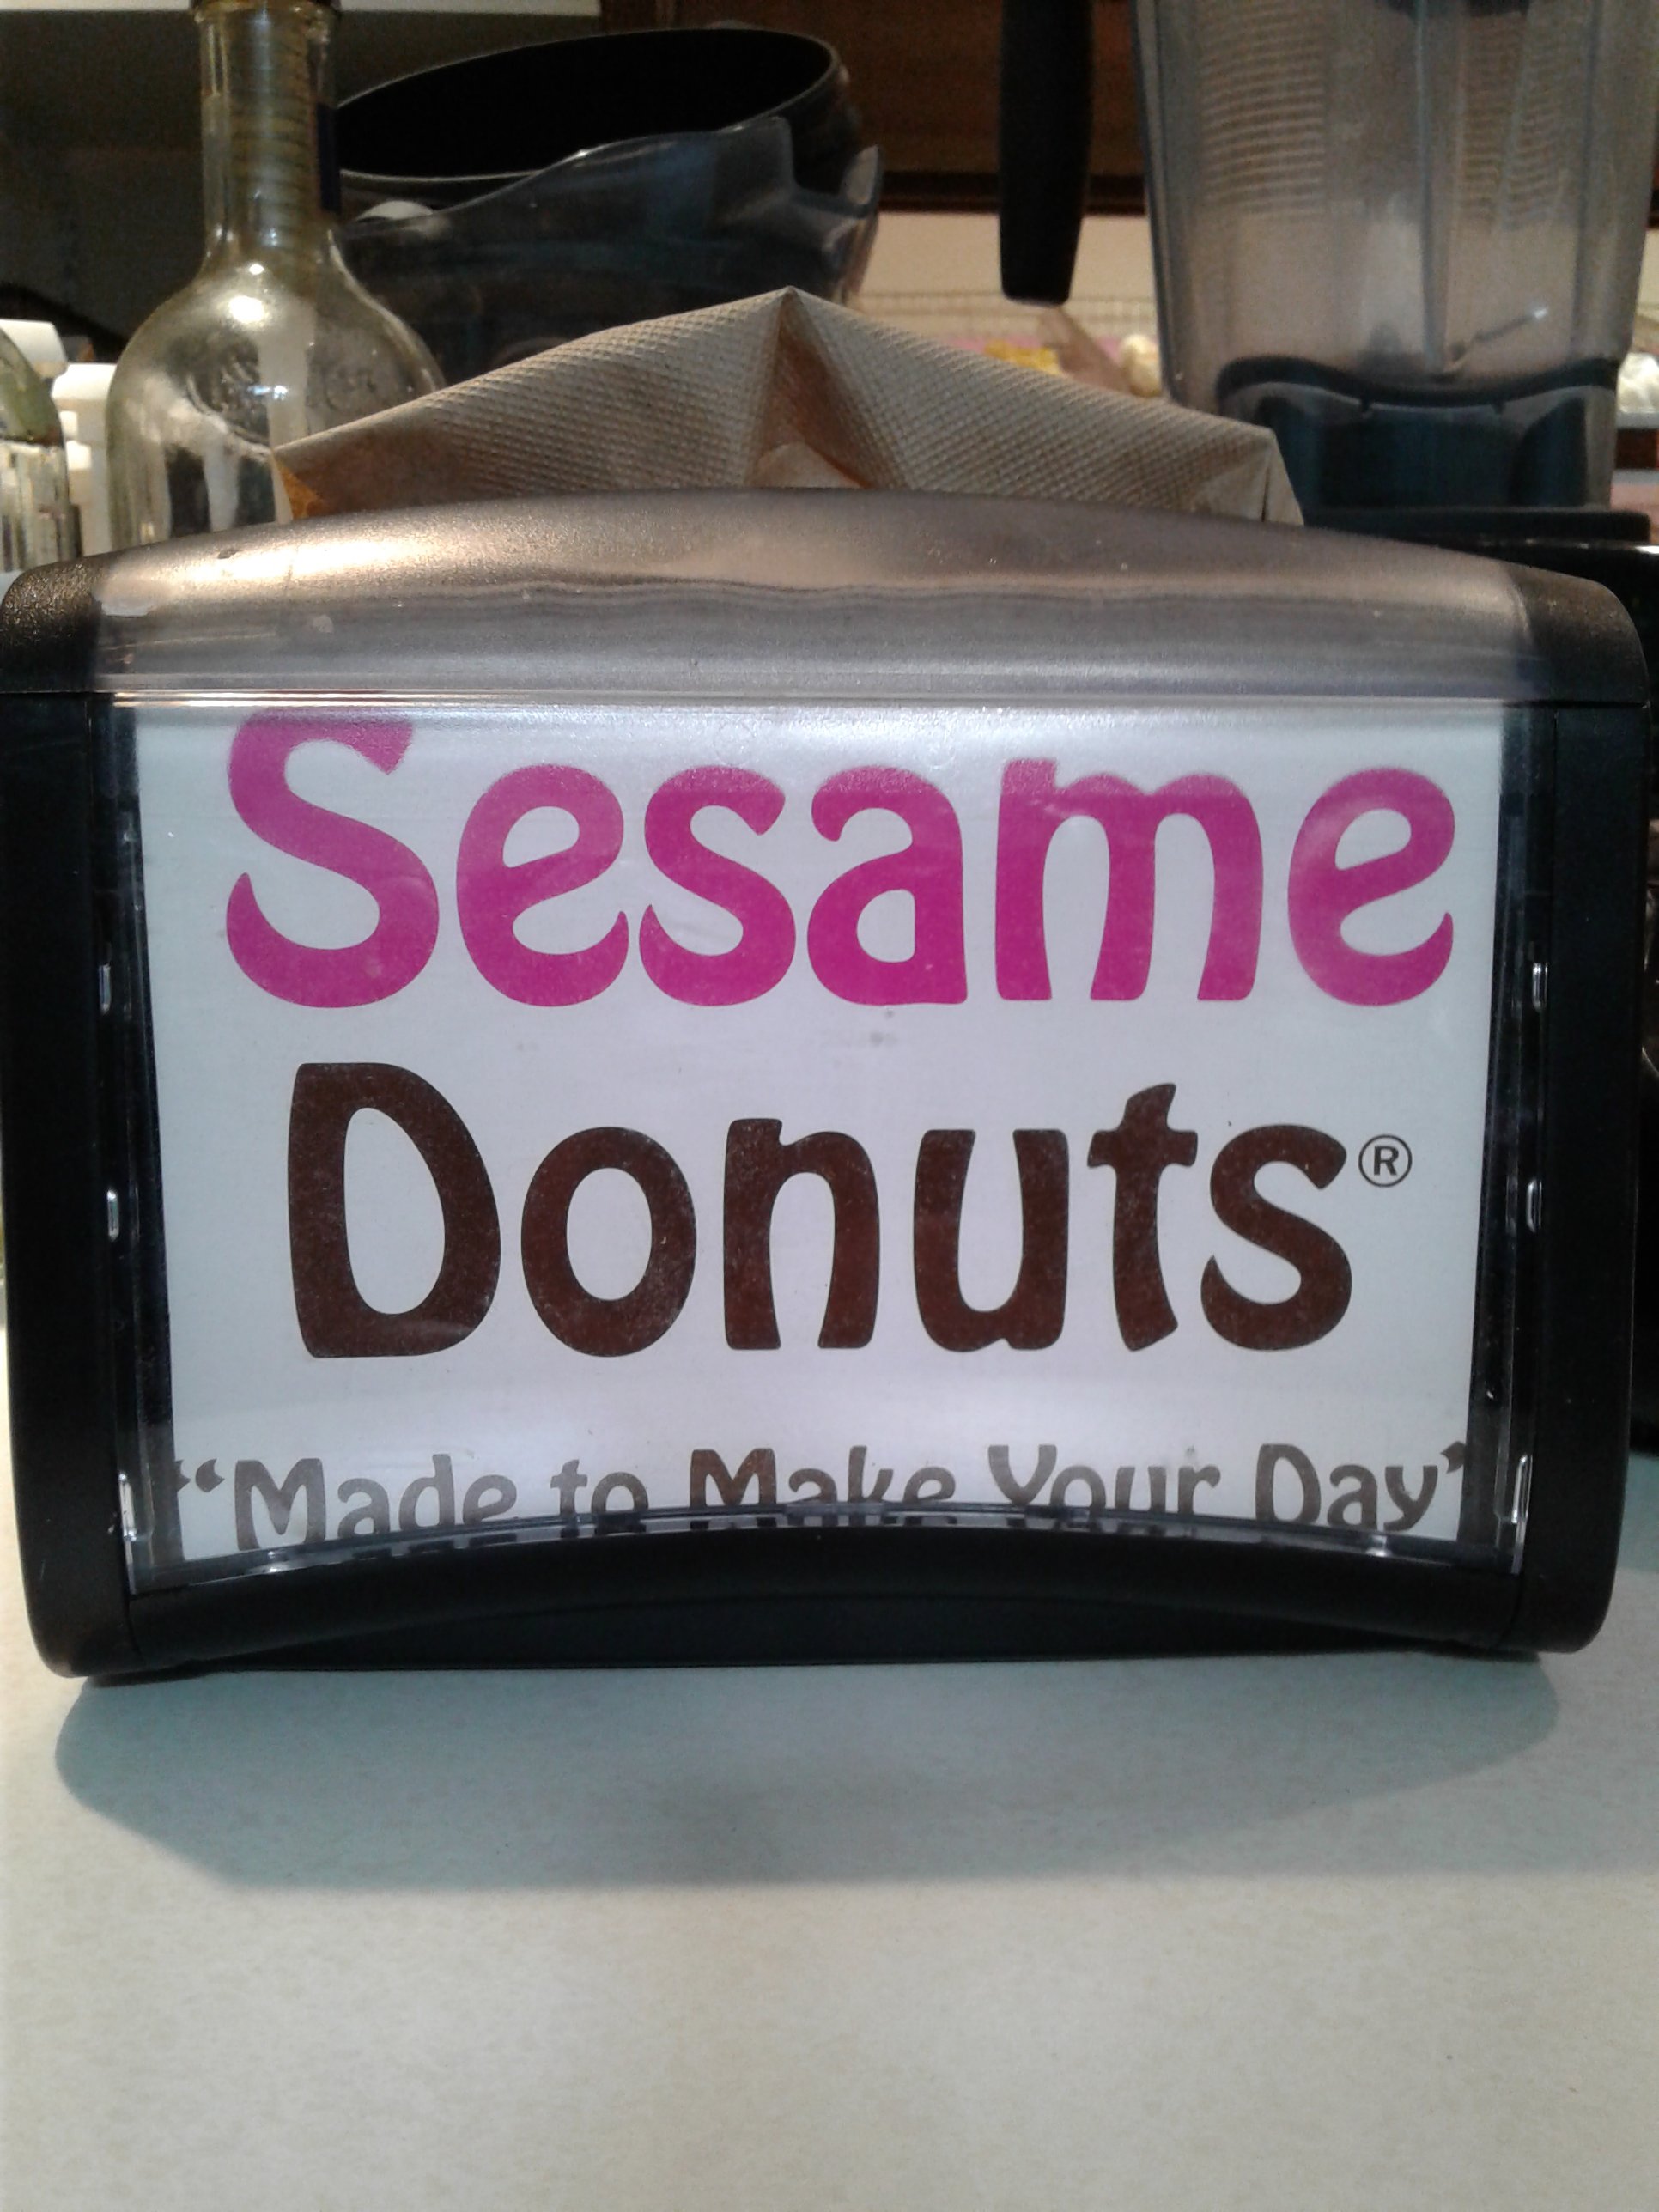 Sesame
Donuts®
“Made to Make Your Day”